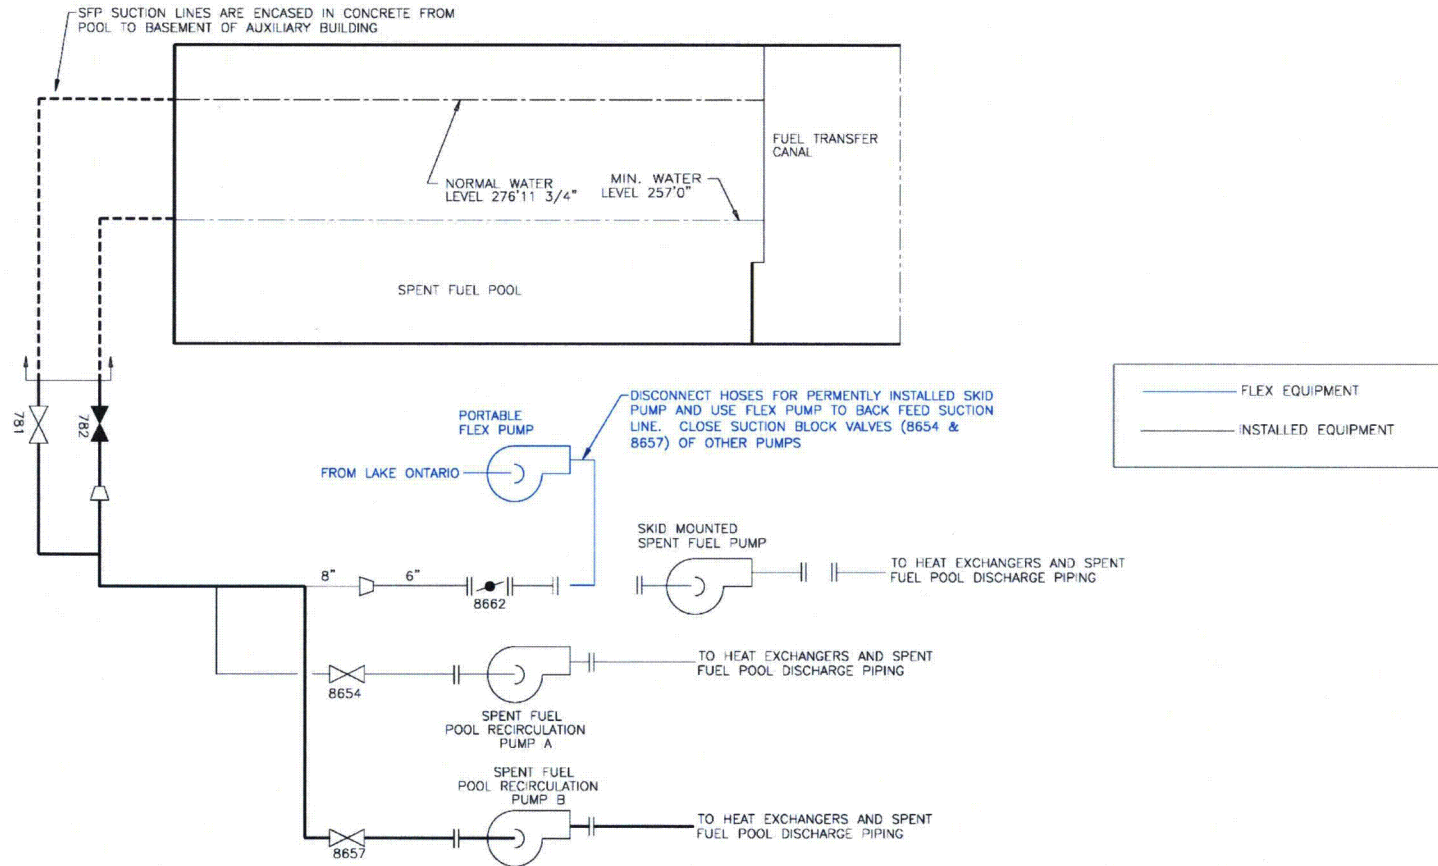 SFP SUCTION LINES ARE ENCASED IN CONCRETE FROM
POOL TO BASEMENT OF AUXILIARY BUILDING
FUEL TRANSFER
CANAL
NORMAL WATER
LEVEL 276'11 3/4"
MIN. WATER
LEVEL 257'0"
SPENT FUEL POOL
781
782
PORTABLE
FLEX PUMP
FROM LAKE ONTARIO
DISCONNECT HOSES FOR PERMENTLY INSTALLED SKID
PUMP AND USE FLEX PUMP TO BACK FEED SUCTION
LINE. CLOSE SUCTION BLOCK VALVES (8654 &
8657) OF OTHER PUMPS
FLEX EQUIPMENT
INSTALLED EQUIPMENT
SKID MOUNTED
SPENT FUEL PUMP
TO HEAT EXCHANGERS AND SPENT
FUEL POOL DISCHARGE PIPING
8"
6"
8662
8654
SPENT FUEL
POOL RECIRCULATION
PUMP A
TO HEAT EXCHANGERS AND SPENT
FUEL POOL DISCHARGE PIPING
SPENT FUEL
POOL RECIRCULATION
PUMP B
8657
TO HEAT EXCHANGERS AND SPENT
FUEL POOL DISCHARGE PIPING